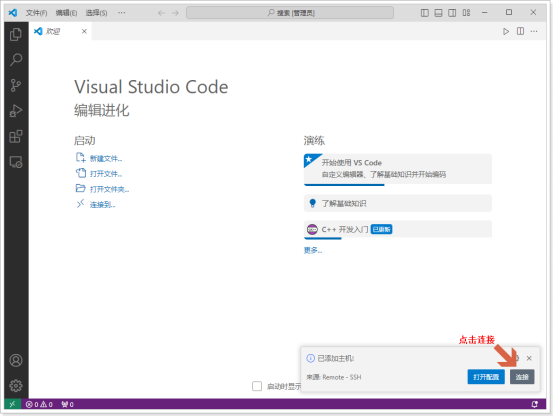 文件(F) 编辑(E) 选择(S) ··· 搜索 [管理员]
欢迎
Visual Studio Code
编辑进化
启动
新建文件...
打开文件...
打开文件夹...
连接到...
演练
开始使用 VS Code
自定义编辑器、了解基础知识并开始编码
了解基础知识
C++ 开发入门 已更新
更多...
点击连接
已添加主机!
来源: Remote - SSH 打开配置 连接
启动时显示
0 0 0